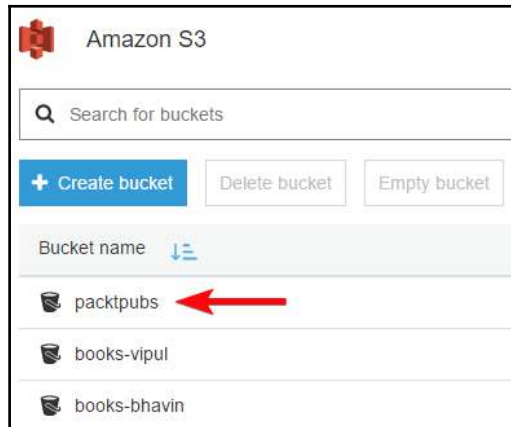 Amazon S3
Search for buckets
+ Create bucket Delete bucket Empty bucket
Bucket name
packtpubs
books-vipul
books-bhavin